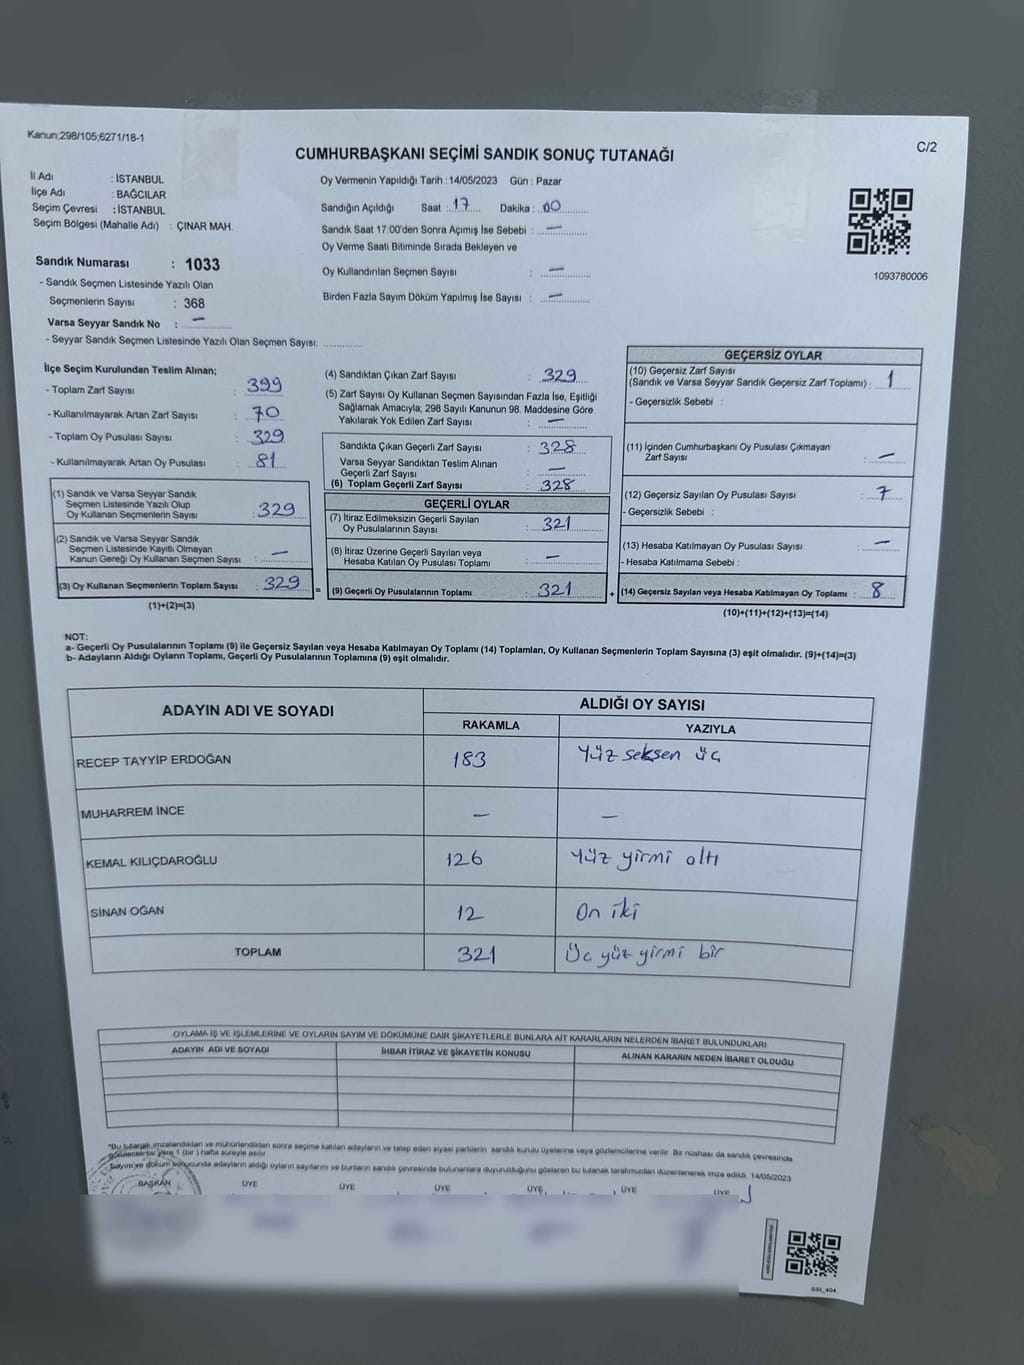 Kanun;298/105;6271/18-1
C/2
CUMHURBAŞKANI SEÇİMİ SANDIK SONUÇ TUTANAĞI
İl Adı : İSTANBUL
İlçe Adı : BAĞCILAR
Seçim Çevresi : İSTANBUL
Seçim Bölgesi (Mahalle Adı) : ÇINAR MAH.
Oy Vermenin Yapıldığı Tarih : 14/05/2023 Gün : Pazar
Sandığın Açıldığı Saat : 17 Dakika : 00
Sandık Saat 17:00'den Sonra Açımış İse Sebebi : —
Oy Verme Saati Bitiminde Sırada Bekleyen ve
Oy Kullandırılan Seçmen Sayısı : —
Birden Fazla Sayım Döküm Yapılmış İse Sayısı : —
1093780006
Sandık Numarası : 1033
- Sandık Seçmen Listesinde Yazılı Olan
Seçmenlerin Sayısı : 368
Varsa Seyyar Sandık No : —
- Seyyar Sandık Seçmen Listesinde Yazılı Olan Seçmen Sayısı:
İlçe Seçim Kurulundan Teslim Alınan;
- Toplam Zarf Sayısı : 399
- Kullanılmayarak Artan Zarf Sayısı : 70
- Toplam Oy Pusulası Sayısı : 329
- Kullanılmayarak Artan Oy Pusulası : 81
(1) Sandık ve Varsa Seyyar Sandık
Seçmen Listesinde Yazılı Olup
Oy Kullanan Seçmenlerin Sayısı : 329
(2) Sandık ve Varsa Seyyar Sandık
Seçmen Listesinde Kayıtlı Olmayan
Kanun Gereği Oy Kullanan Seçmen Sayısı : —
(3) Oy Kullanan Seçmenlerin Toplam Sayısı : 329 =
(1)+(2)=(3)
(4) Sandıktan Çıkan Zarf Sayısı : 329
(5) Zarf Sayısı Oy Kullanan Seçmen Sayısından Fazla İse, Eşitliği
Sağlamak Amacıyla; 298 Sayılı Kanunun 98. Maddesine Göre
Yakılarak Yok Edilen Zarf Sayısı : —
Sandıkta Çıkan Geçerli Zarf Sayısı : 328
Varsa Seyyar Sandıktan Teslim Alınan
Geçerli Zarf Sayısı : —
(6) Toplam Geçerli Zarf Sayısı : 328
GEÇERLİ OYLAR
(7) İtiraz Edilmeksizin Geçerli Sayılan
Oy Pusulalarının Sayısı : 321
(8) İtiraz Üzerine Geçerli Sayılan veya
Hesaba Katılan Oy Pusulası Toplamı : —
(9) Geçerli Oy Pusulalarının Toplamı : 321 +
GEÇERSİZ OYLAR
(10) Geçersiz Zarf Sayısı
(Sandık ve Varsa Seyyar Sandık Geçersiz Zarf Toplamı) : 1
- Geçersizlik Sebebi :
(11) İçinden Cumhurbaşkanı Oy Pusulası Çıkmayan
Zarf Sayısı : —
(12) Geçersiz Sayılan Oy Pusulası Sayısı : 7
- Geçersizlik Sebebi :
(13) Hesaba Katılmayan Oy Pusulası Sayısı : —
- Hesaba Katılmama Sebebi :
(14) Geçersiz Sayılan veya Hesaba Katılmayan Oy Toplamı : 8
(10)+(11)+(12)+(13)=(14)
NOT:
a- Geçerli Oy Pusulalarının Toplamı (9) ile Geçersiz Sayılan veya Hesaba Katılmayan Oy Toplamı (14) Toplamları, Oy Kullanan Seçmenlerin Toplam Sayısına (3) eşit olmalıdır. (9)+(14)=(3)
b- Adayların Aldığı Oyların Toplamı, Geçerli Oy Pusulalarının Toplamına (9) eşit olmalıdır.
ADAYIN ADI VE SOYADI
ALDIĞI OY SAYISI
RAKAMLA YAZIYLA
RECEP TAYYİP ERDOĞAN 183 Yüz seksen üç
MUHARREM İNCE — —
KEMAL KILIÇDAROĞLU 126 Yüz yirmi altı
SİNAN OĞAN 12 On iki
TOPLAM 321 Üç yüz yirmi bir
OYLAMA İŞ VE İŞLEMLERİNE VE OYLARIN SAYIM VE DÖKÜMÜNE DAİR ŞİKAYETLERLE BUNLARA AİT KARARLARIN NELERDEN İBARET BULUNDUKLARI
ADAYIN ADI VE SOYADI İHBAR İTİRAZ VE ŞİKAYETİN KONUSU ALINAN KARARIN NEDEN İBARET OLDUĞU
*Bu tutanak imzalandıktan ve mühürlendikten sonra seçime katılan adayların ve talep eden siyasi partilerin sandık kurulu üyelerine veya gözlemcilerine verilir. Bir nüshası da sandık çevresinde
görülecek bir yere 1 (bir) hafta süreyle asılır.
Sayım ve döküm sonucunda adayların aldığı oyların sayılarını ve bunların sandık çevresinde bulunanlara duyurulduğunu gösteren bu tutanak tarafımızdan düzenlenerek imza edildi. 14/05/2023
BAŞKAN ÜYE ÜYE ÜYE ÜYE ÜYE ÜYE
SSI_404